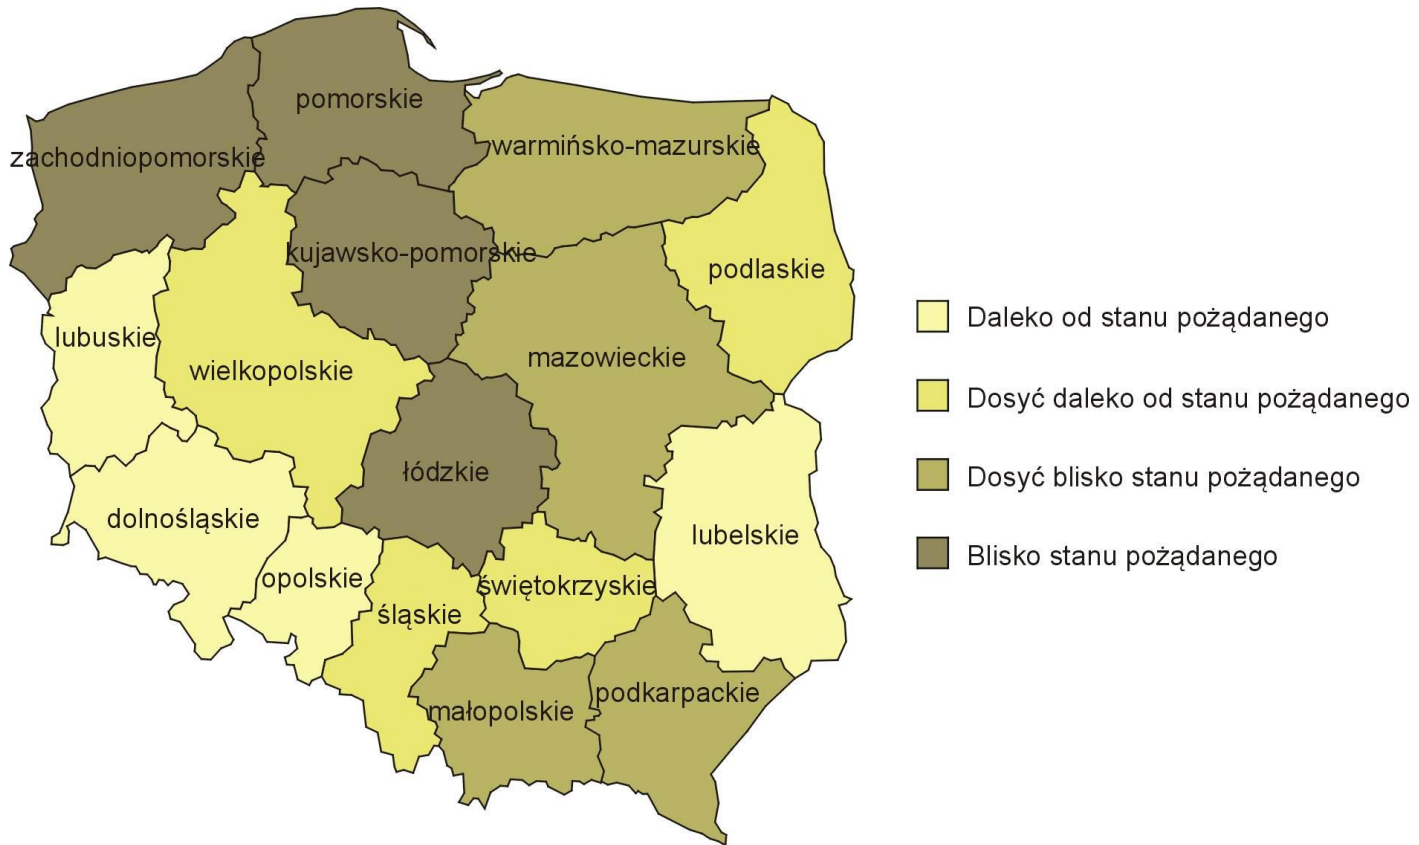 pomorskie
zachodniopomorskie
warmińsko-mazurskie
kujawsko-pomorskie
podlaskie
lubuskie
wielkopolskie
mazowieckie
łódzkie
dolnośląskie
lubelskie
opolskie
śląskie
świętokrzyskie
małopolskie
podkarpackie
Daleko od stanu pożądanego
Dosyć daleko od stanu pożądanego
Dosyć blisko stanu pożądanego
Blisko stanu pożądanego